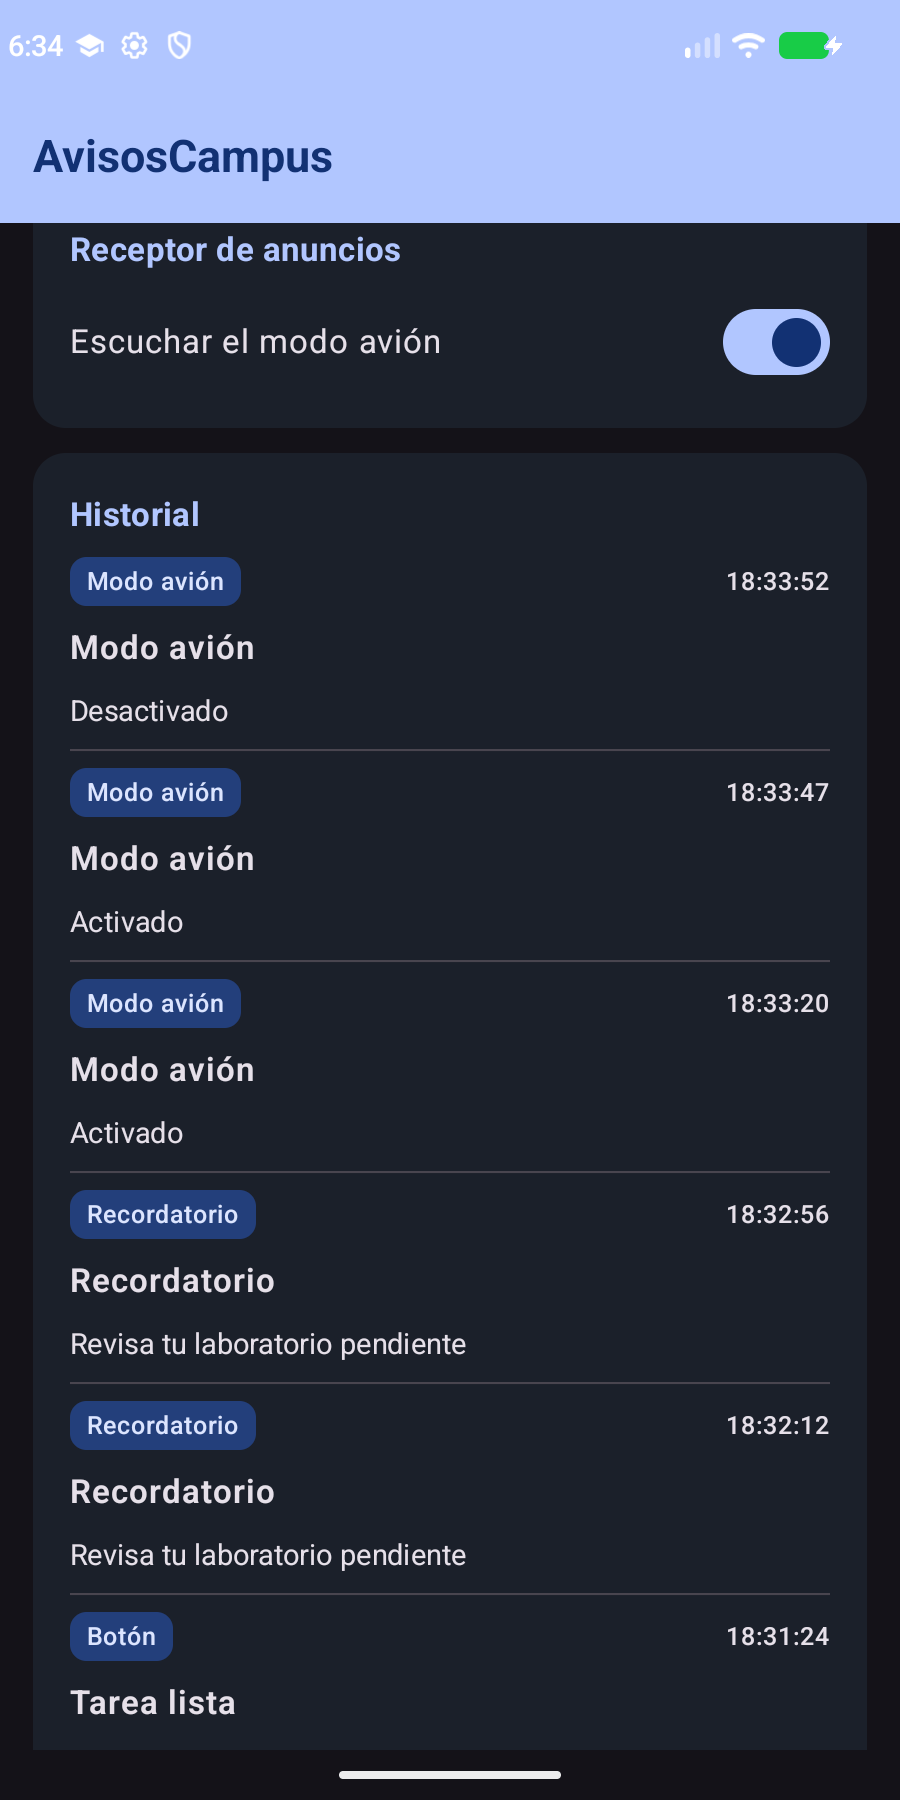 6:34
AvisosCampus
Receptor de anuncios
Escuchar el modo avión
Historial
Modo avión 18:33:52
Modo avión
Desactivado
Modo avión 18:33:47
Modo avión
Activado
Modo avión 18:33:20
Modo avión
Activado
Recordatorio 18:32:56
Recordatorio
Revisa tu laboratorio pendiente
Recordatorio 18:32:12
Recordatorio
Revisa tu laboratorio pendiente
Botón 18:31:24
Tarea lista